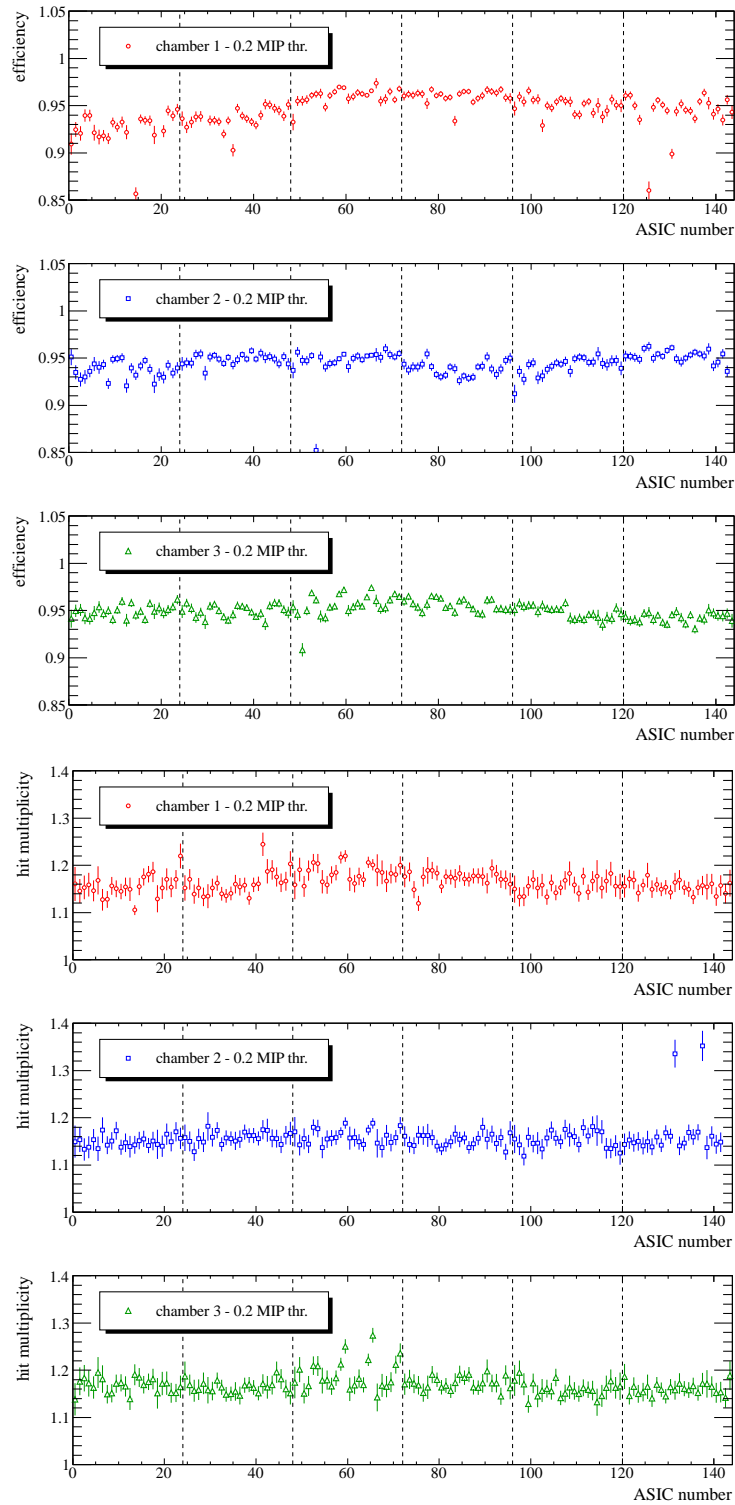 efficiency
1.05
chamber 1 - 0.2 MIP thr.
1
0.95
0.9
0.85
0 20 40 60 80 100 120 140
ASIC number
efficiency
1.05
chamber 2 - 0.2 MIP thr.
1
0.95
0.9
0.85
0 20 40 60 80 100 120 140
ASIC number
efficiency
1.05
chamber 3 - 0.2 MIP thr.
1
0.95
0.9
0.85
0 20 40 60 80 100 120 140
ASIC number
hit multiplicity
1.4
chamber 1 - 0.2 MIP thr.
1.3
1.2
1.1
1
0 20 40 60 80 100 120 140
ASIC number
hit multiplicity
1.4
chamber 2 - 0.2 MIP thr.
1.3
1.2
1.1
1
0 20 40 60 80 100 120 140
ASIC number
hit multiplicity
1.4
chamber 3 - 0.2 MIP thr.
1.3
1.2
1.1
1
0 20 40 60 80 100 120 140
ASIC number